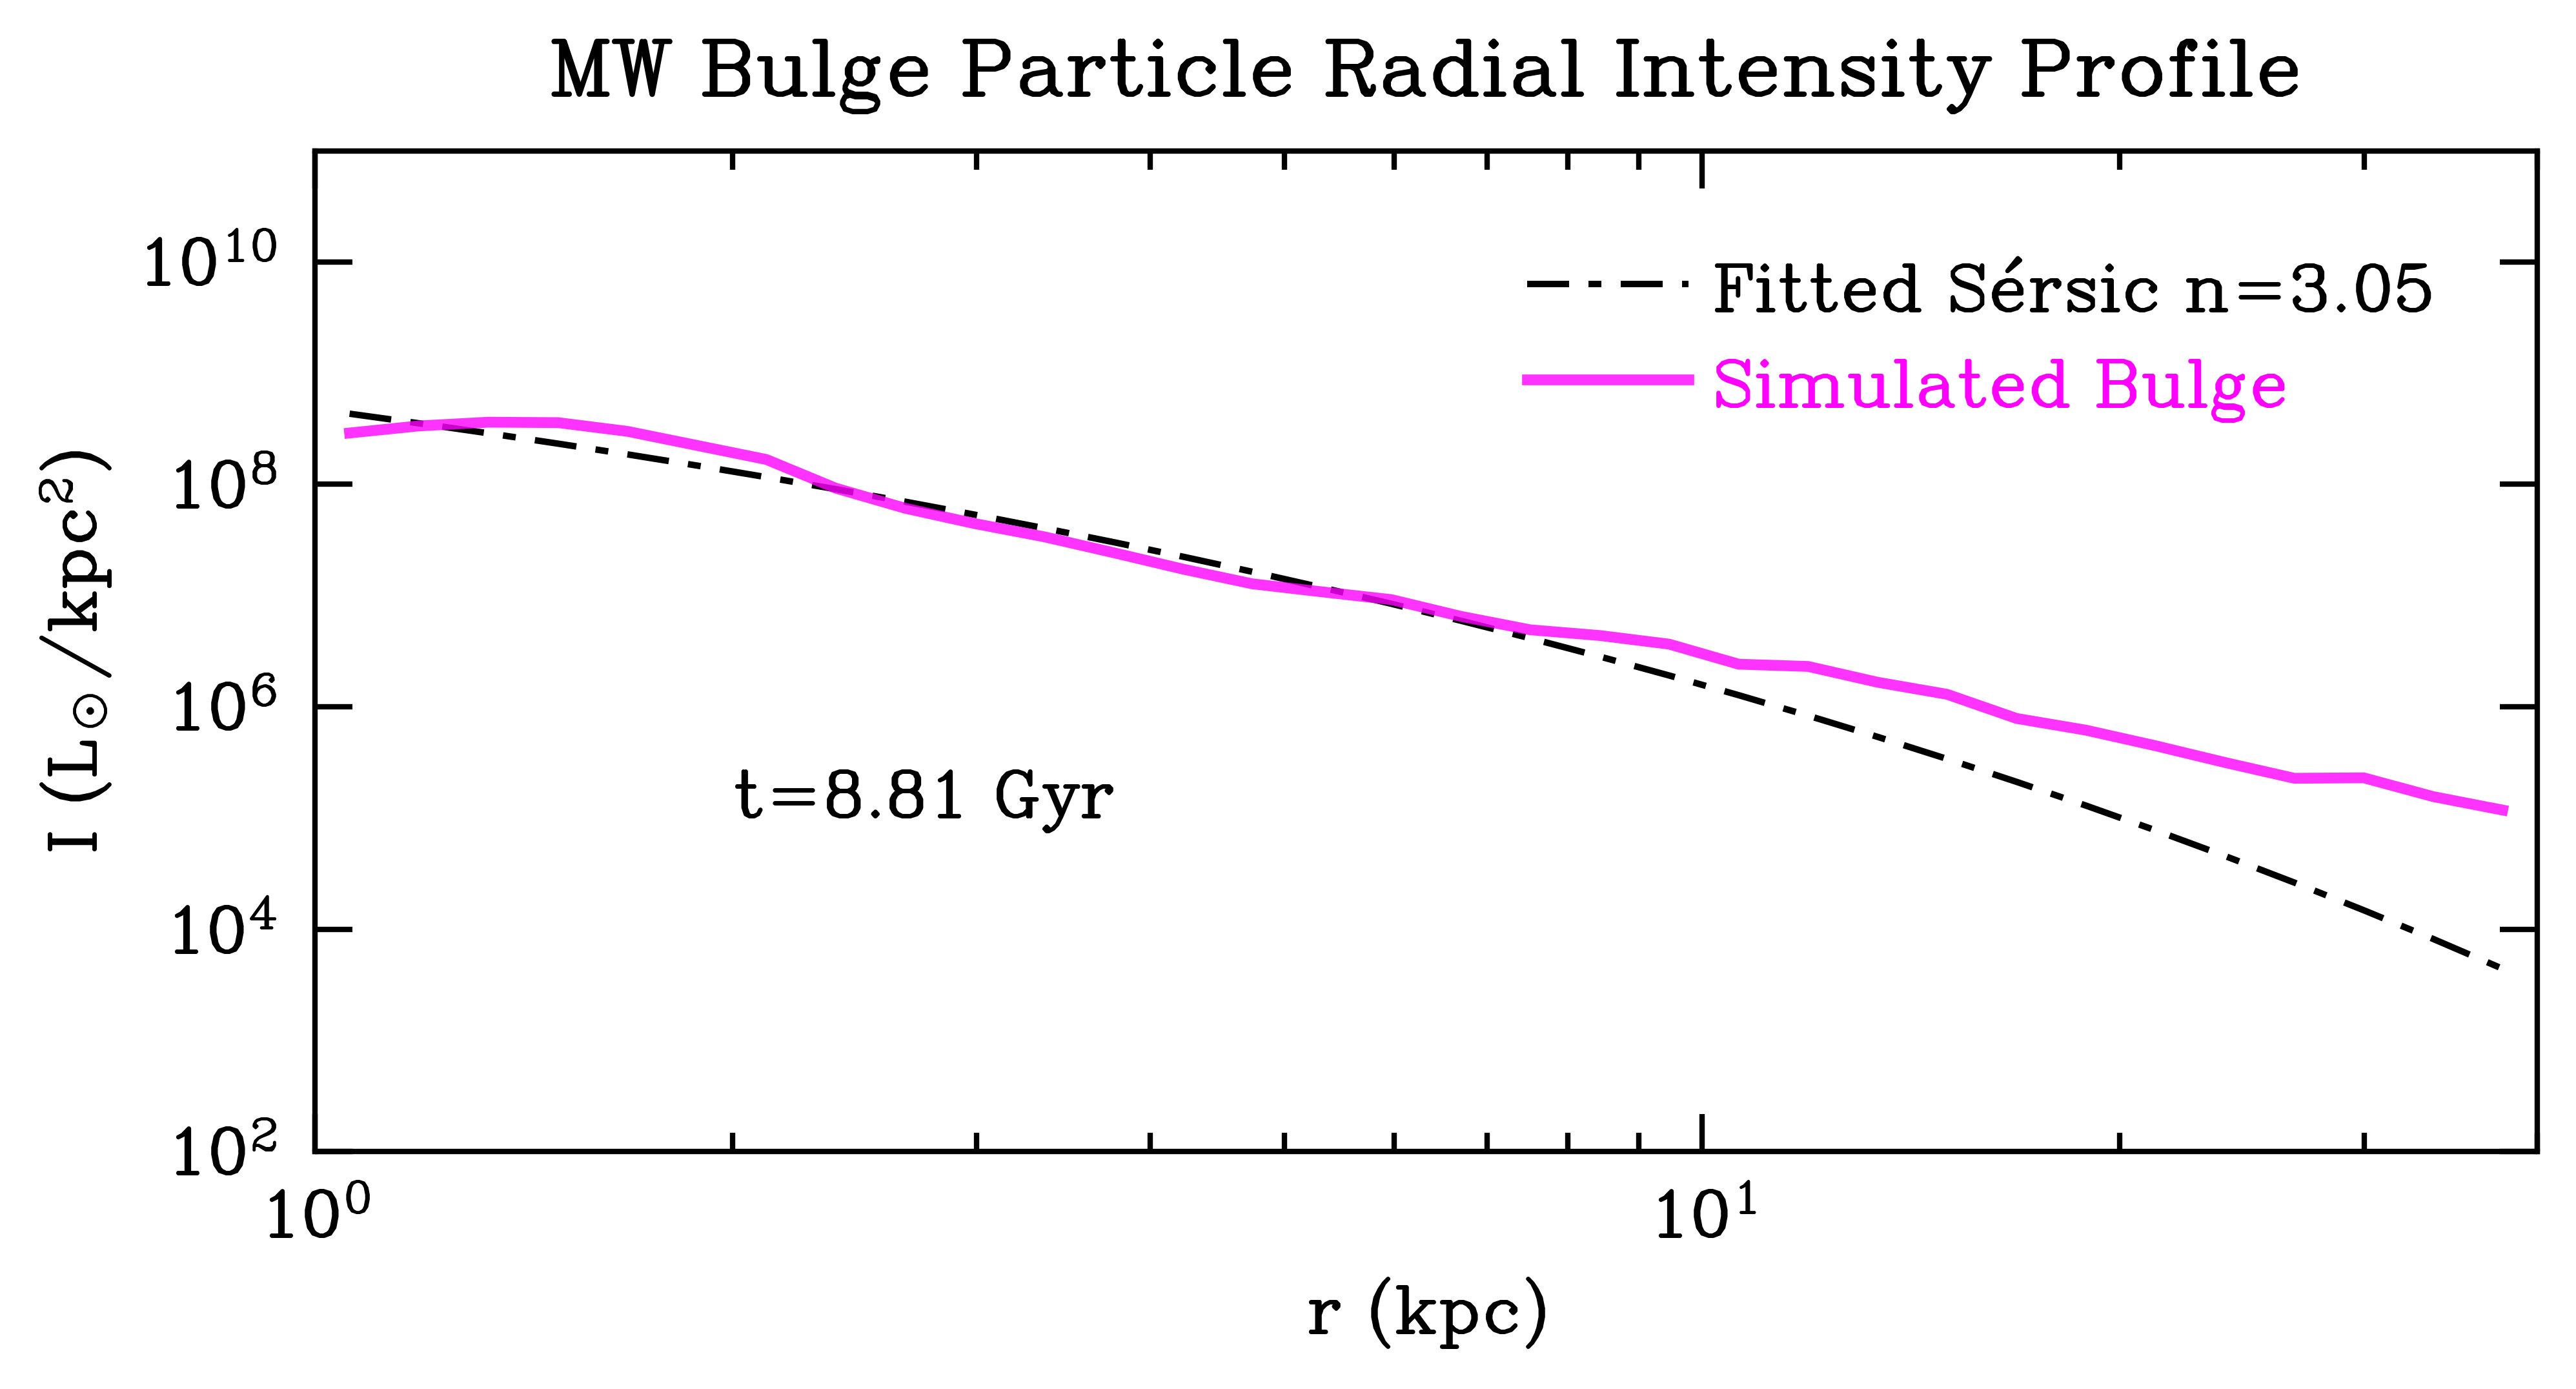 MW Bulge Particle Radial Intensity Profile
I (L☉/kpc²)
10¹⁰
10⁸
10⁶
10⁴
10²
Fitted Sérsic n=3.05
Simulated Bulge
t=8.81 Gyr
10⁰
10¹
r (kpc)